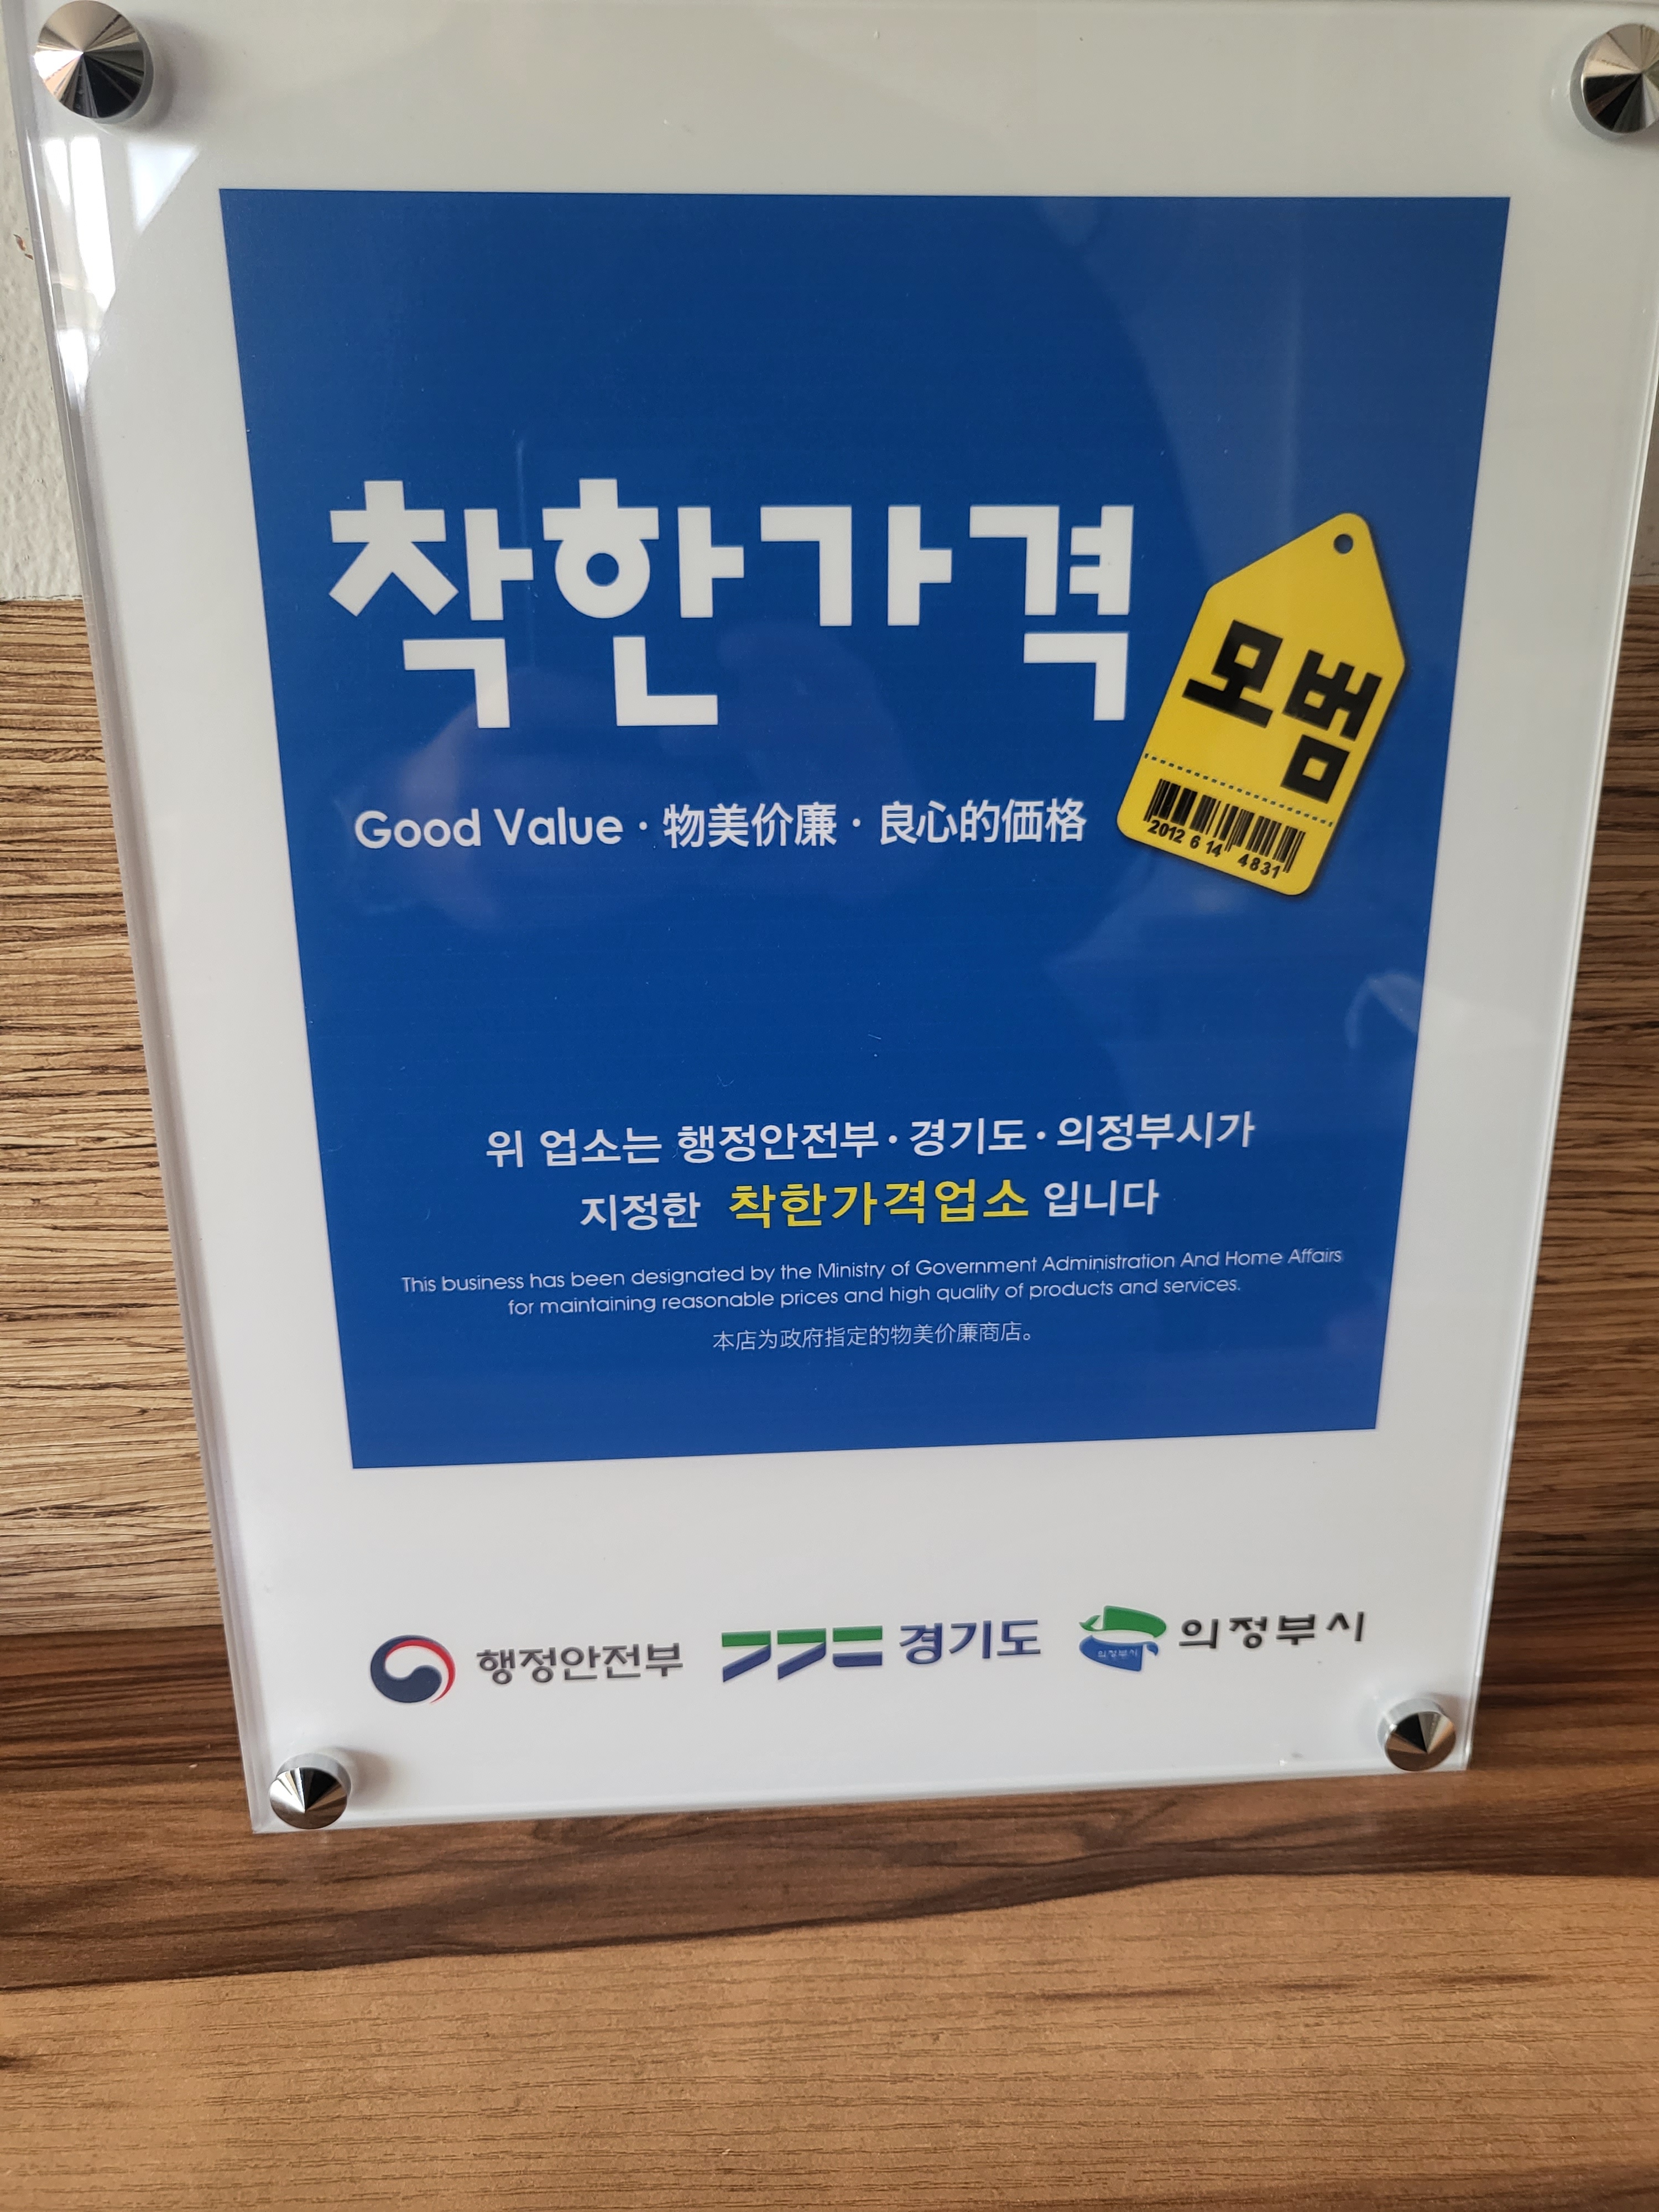 착한가격
모범
2012 6 14 4831
Good Value · 物美价廉 · 良心的価格
위 업소는 행정안전부 · 경기도 · 의정부시가
지정한 착한가격업소 입니다
This business has been designated by the Ministry of Government Administration And Home Affairs
for maintaining reasonable prices and high quality of products and services.
本店为政府指定的物美价廉商店。
행정안전부 경기도 의정부시 의정부시